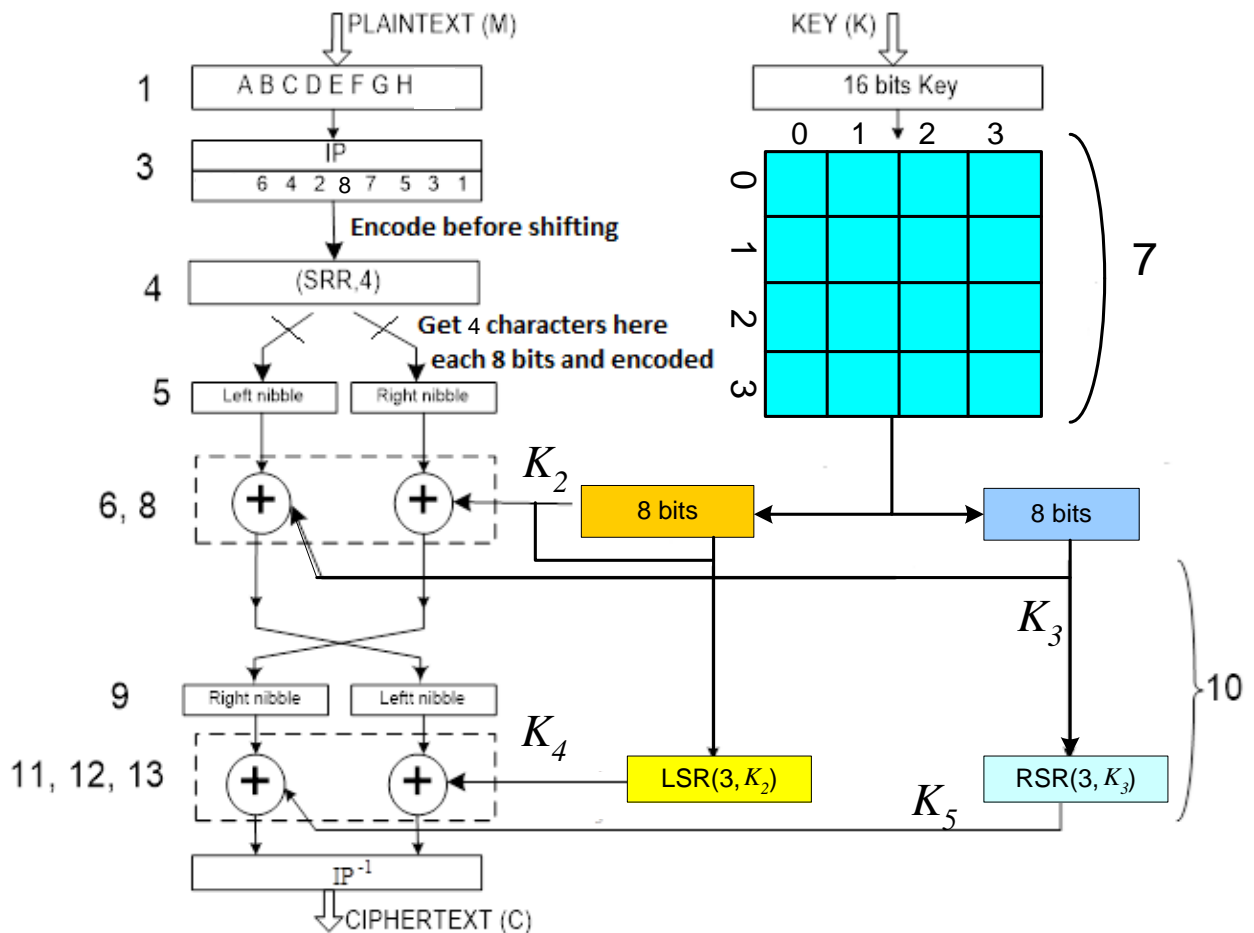 PLAINTEXT (M)
KEY (K)
1
A B C D E F G H
16 bits Key
0 1 2 3
3
IP
6 4 2 8 7 5 3 1
0
Encode before shifting
1
7
4
(SRR,4)
2
Get 4 characters here
each 8 bits and encoded
3
5
Left nibble
Right nibble
K2
6, 8
+
+
8 bits
8 bits
K3
9
Right nibble
Leftt nibble
10
K4
11, 12, 13
+
+
LSR(3, K2)
RSR(3, K3)
K5
IP-1
CIPHERTEXT (C)